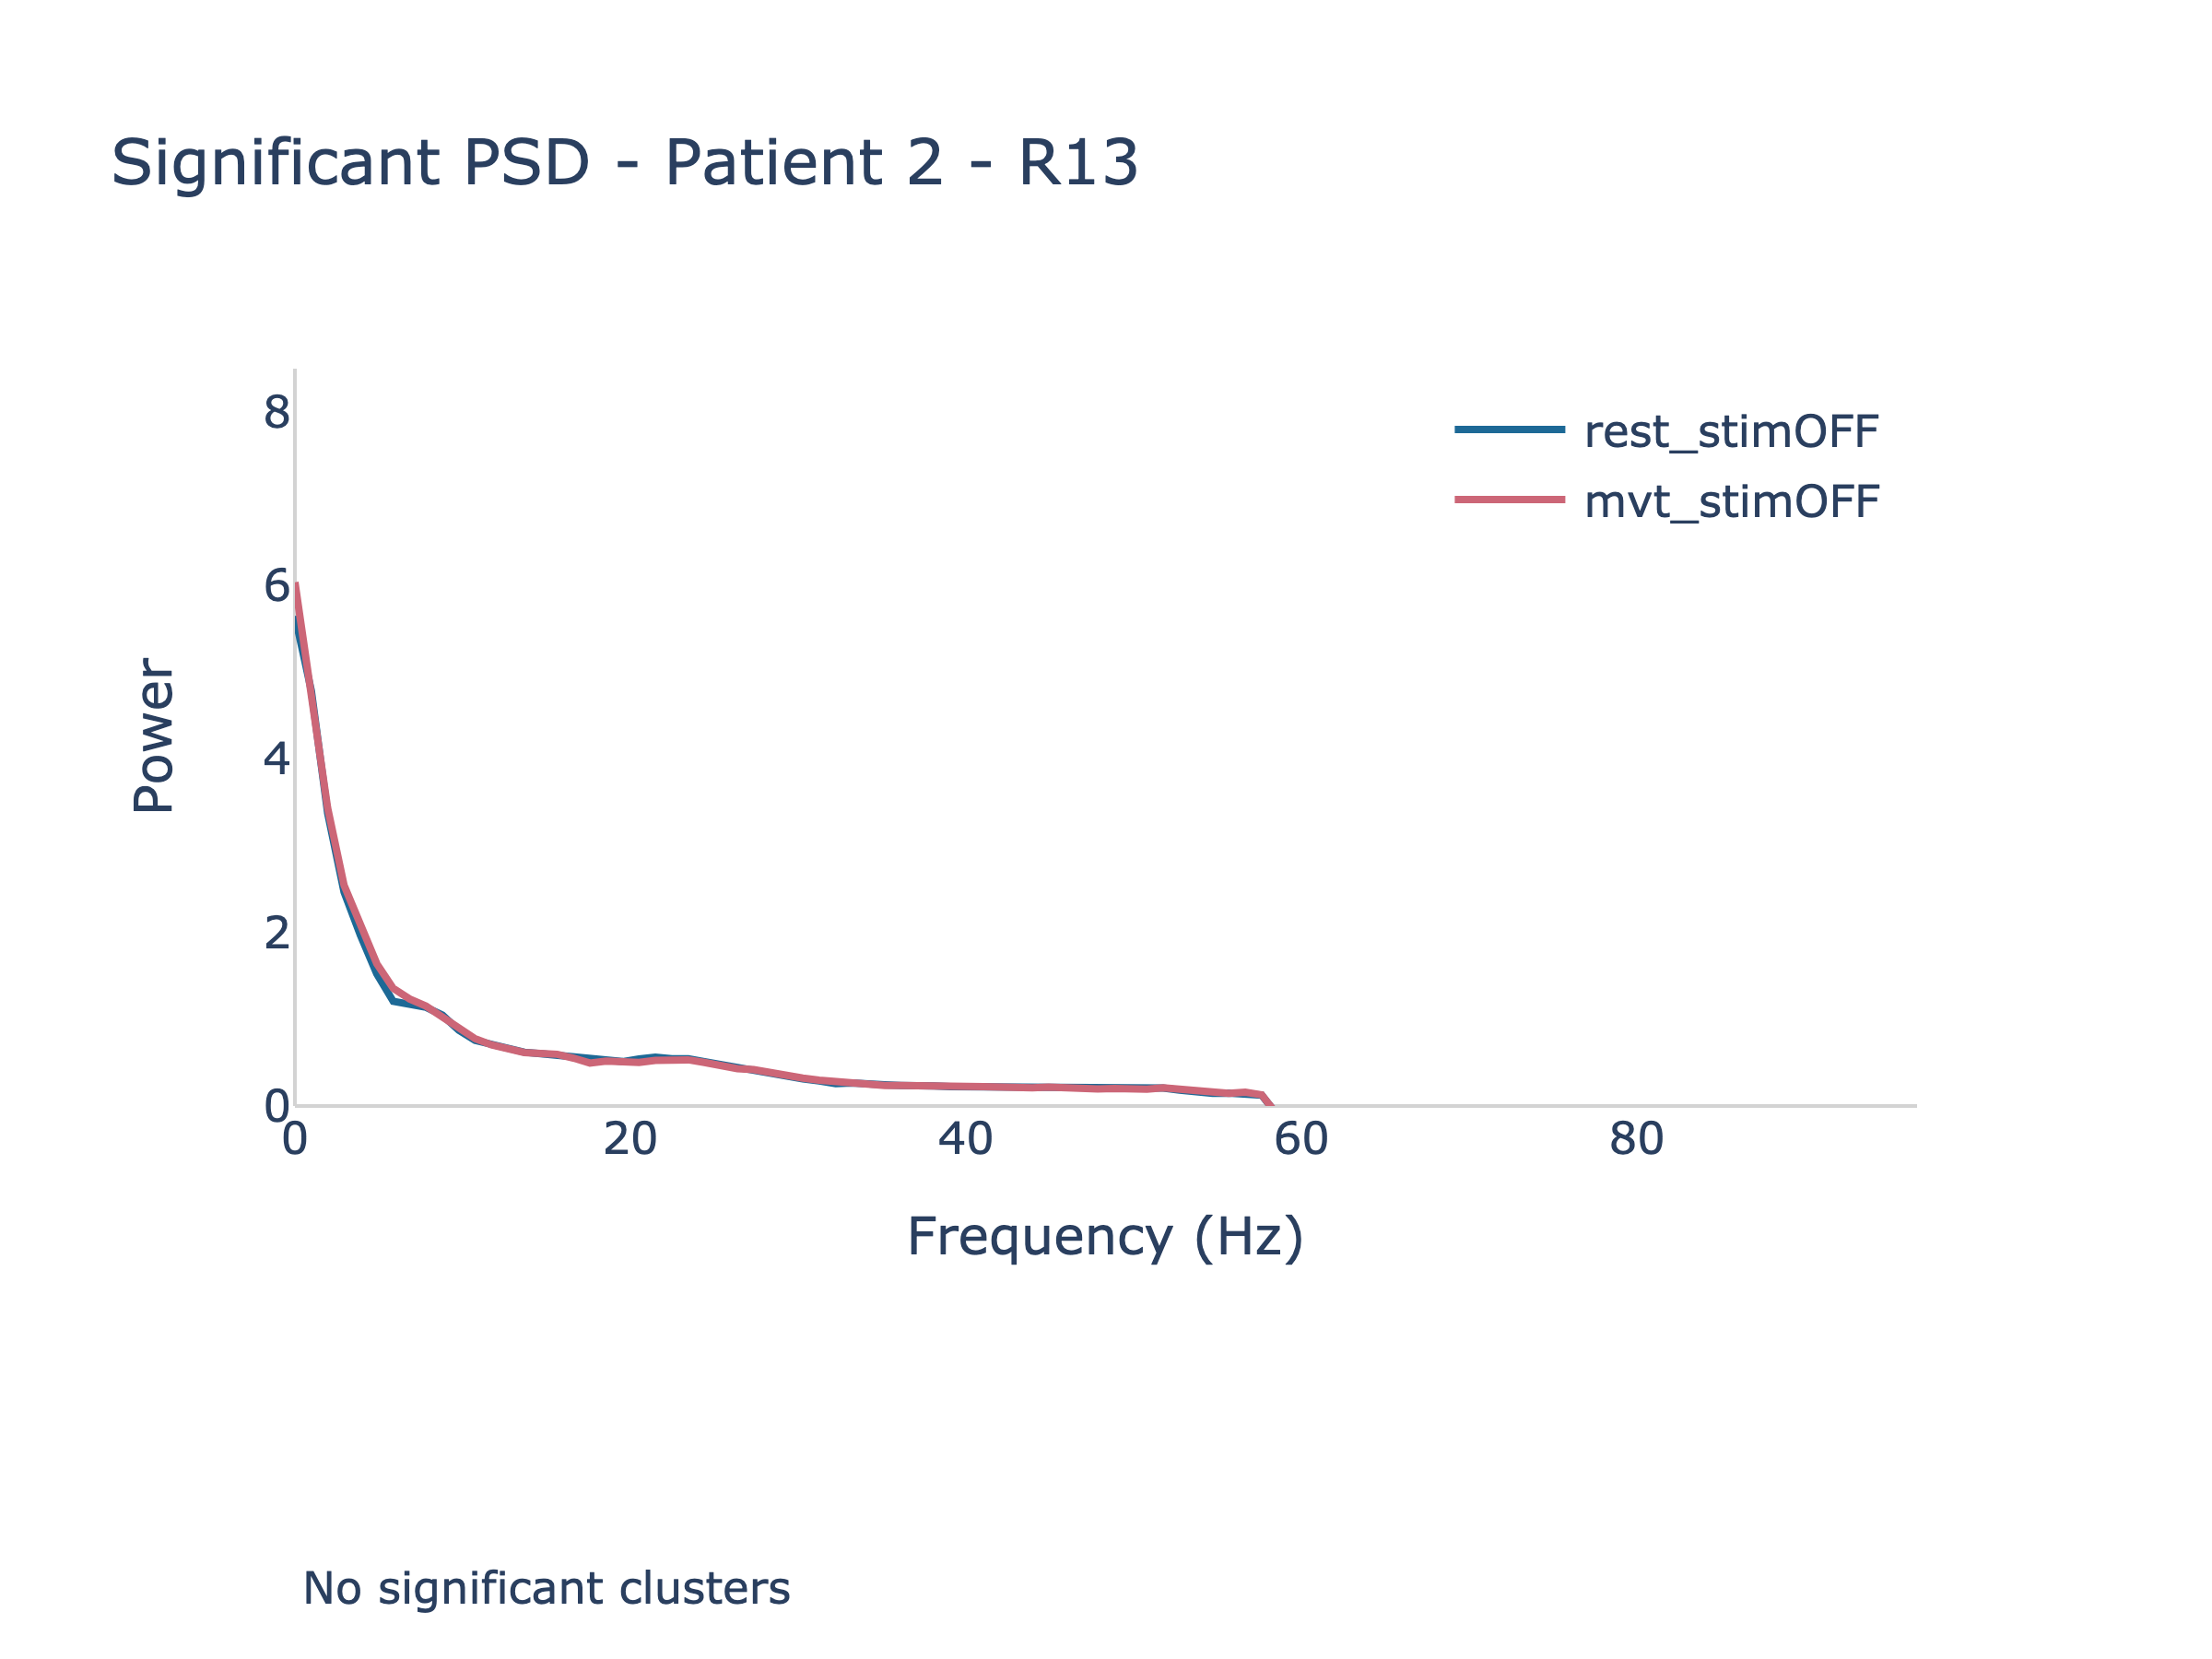 Significant PSD - Patient 2 - R13
8
6
4
2
0
Power
rest_stimOFF
mvt_stimOFF
0 20 40 60 80
Frequency (Hz)
No significant clusters